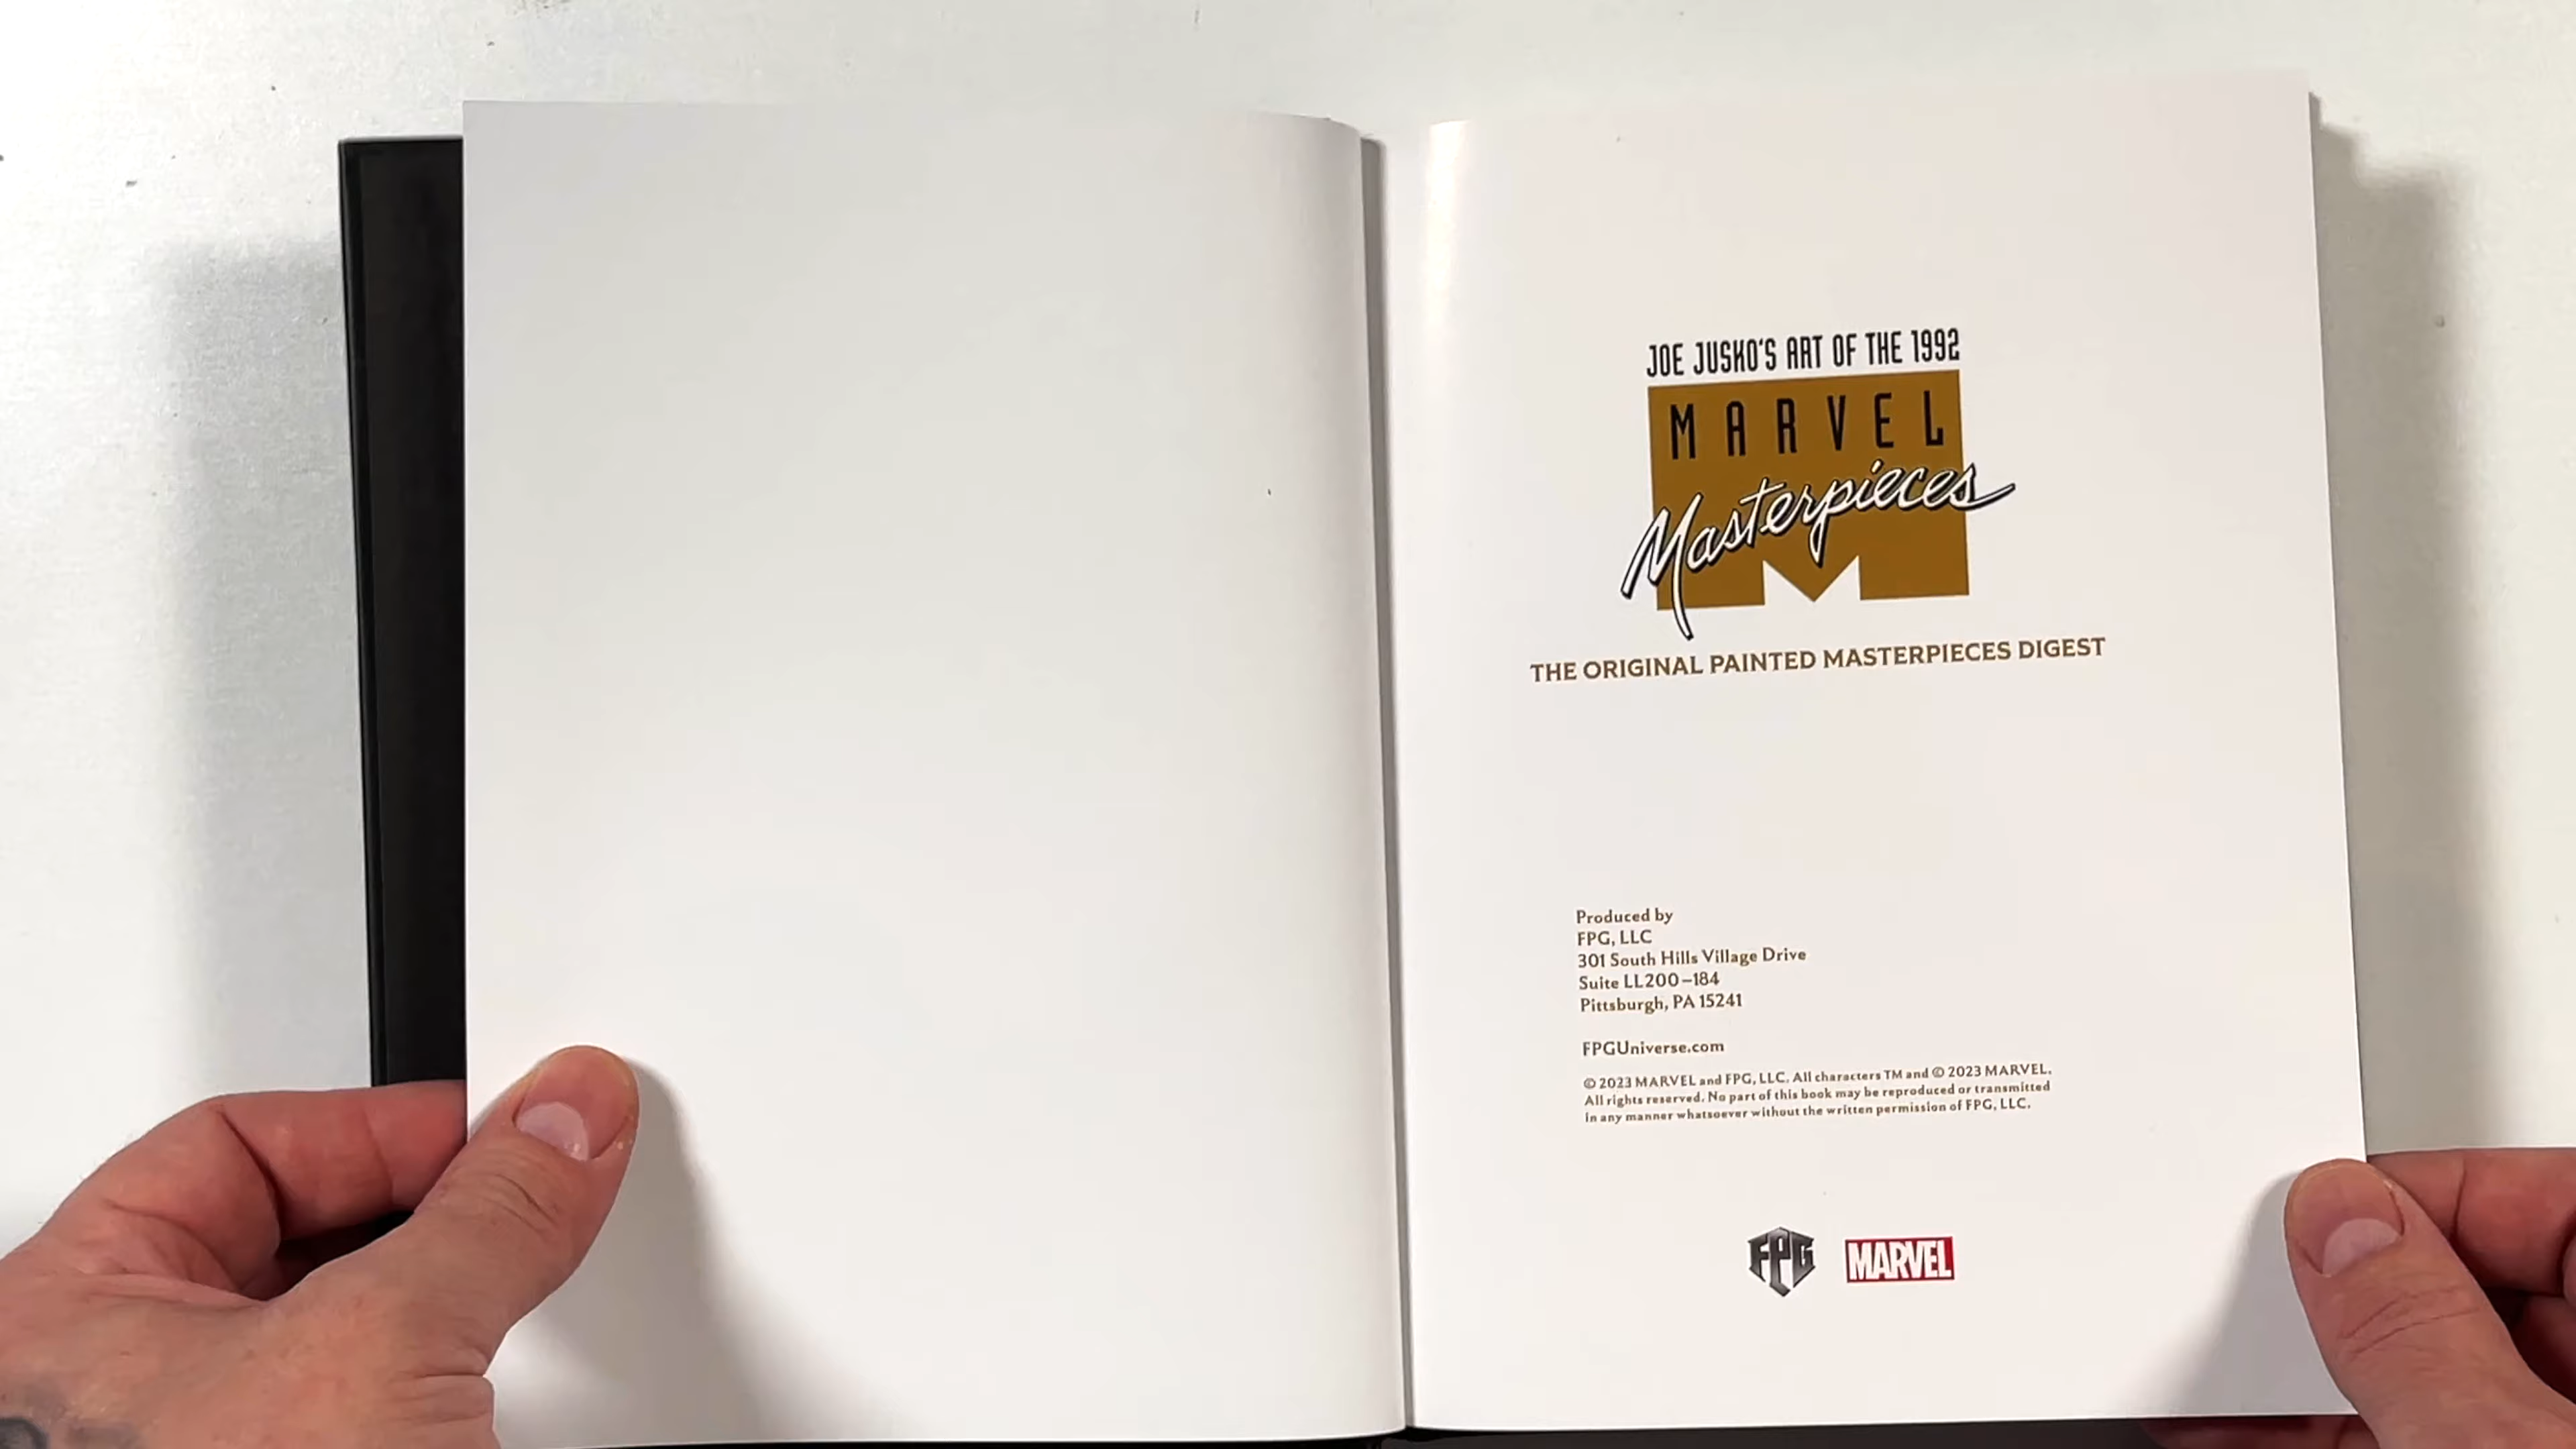 JOE JUSKO'S ART OF THE 1992
MARVEL
Masterpieces
THE ORIGINAL PAINTED MASTERPIECES DIGEST
Produced by
FPG, LLC
301 South Hills Village Drive
Suite LL200–184
Pittsburgh, PA 15241
FPGUniverse.com
© 2023 MARVEL and FPG, LLC. All characters TM and © 2023 MARVEL.
All rights reserved. No part of this book may be reproduced or transmitted
in any manner whatsoever without the written permission of FPG, LLC.
FPG MARVEL